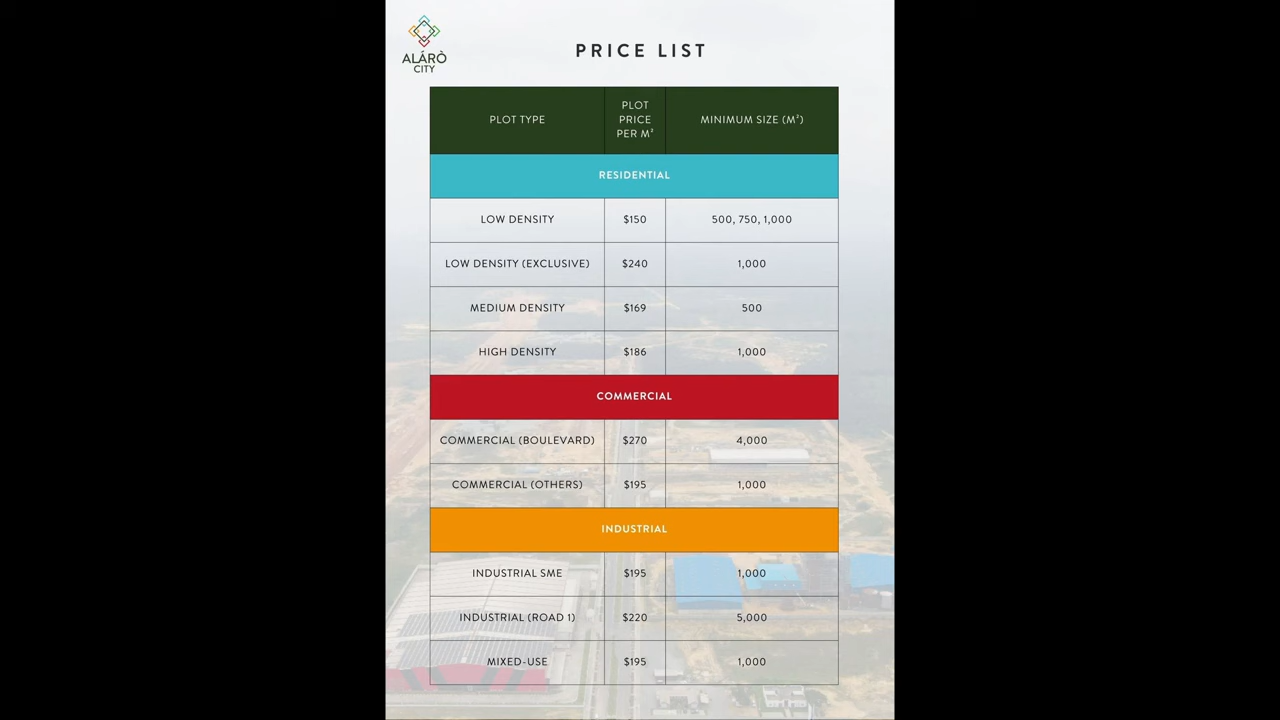 ALÁRÒ
CITY
PRICE LIST
PLOT TYPE
PLOT
PRICE
PER M²
MINIMUM SIZE (M²)
RESIDENTIAL
LOW DENSITY $150 500, 750, 1,000
LOW DENSITY (EXCLUSIVE) $240 1,000
MEDIUM DENSITY $169 500
HIGH DENSITY $186 1,000
COMMERCIAL
COMMERCIAL (BOULEVARD) $270 4,000
COMMERCIAL (OTHERS) $195 1,000
INDUSTRIAL
INDUSTRIAL SME $195 1,000
INDUSTRIAL (ROAD 1) $220 5,000
MIXED-USE $195 1,000